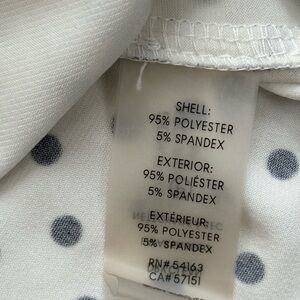 SHELL:
95% POLYESTER
5% SPANDEX
EXTERIOR:
95% POLIÉSTER
5% SPANDEX
EXTÉRIEUR:
95% POLYESTER
5% SPANDEX
RN# 54163
CA# 57151